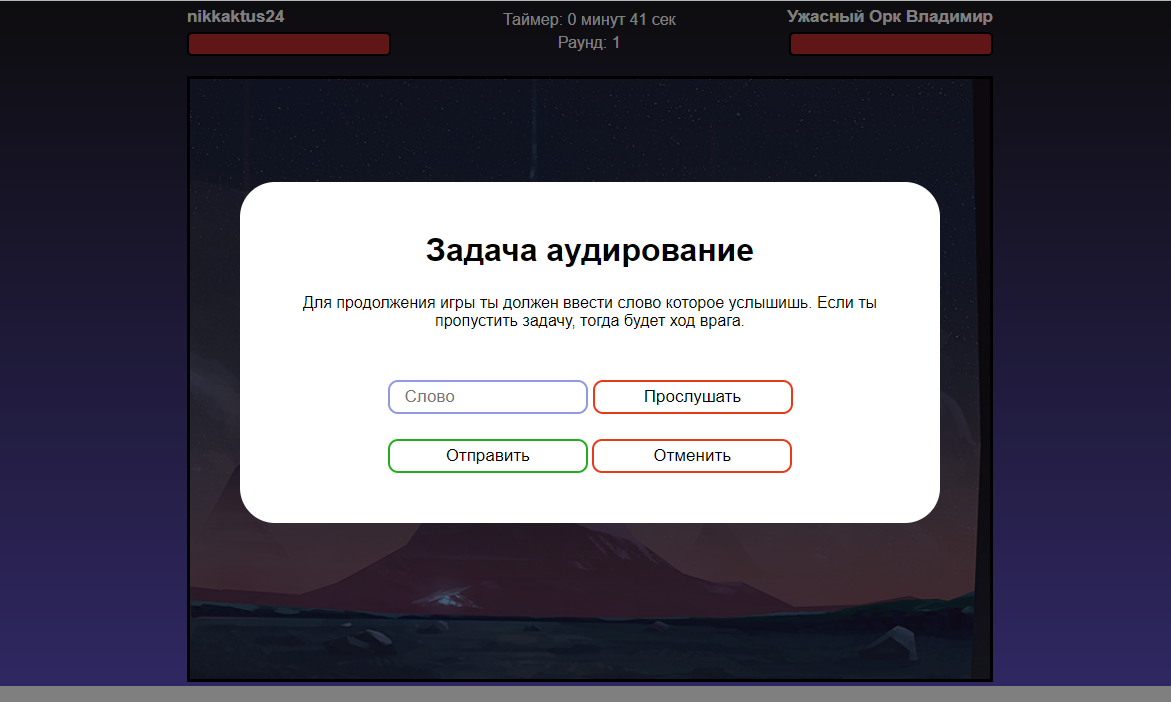 nikkaktus24
Таймер: 0 минут 41 сек
Ужасный Орк Владимир
Раунд: 1
Задача аудирование
Для продолжения игры ты должен ввести слово которое услышишь. Если ты
пропустить задачу, тогда будет ход врага.
Слово
Прослушать
Отправить
Отменить